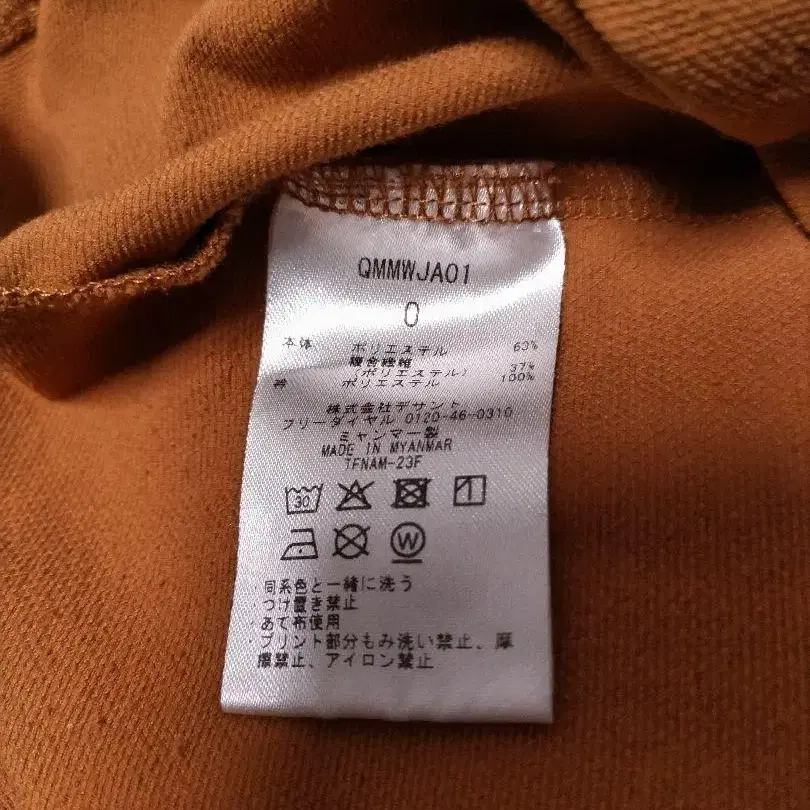 QMMWJA01
0
本体 ポリエステル 63%
複合繊維
(ポリエステル) 37%
衿 ポリエステル 100%
株式会社デサント
フリーダイヤル 0120-46-0310
ミャンマー製
MADE IN MYANMAR
TFNAM-23F
30
W
同系色と一緒に洗う
・つけ置き禁止
・あて布使用
・プリント部分もみ洗い禁止、摩
擦禁止、アイロン禁止